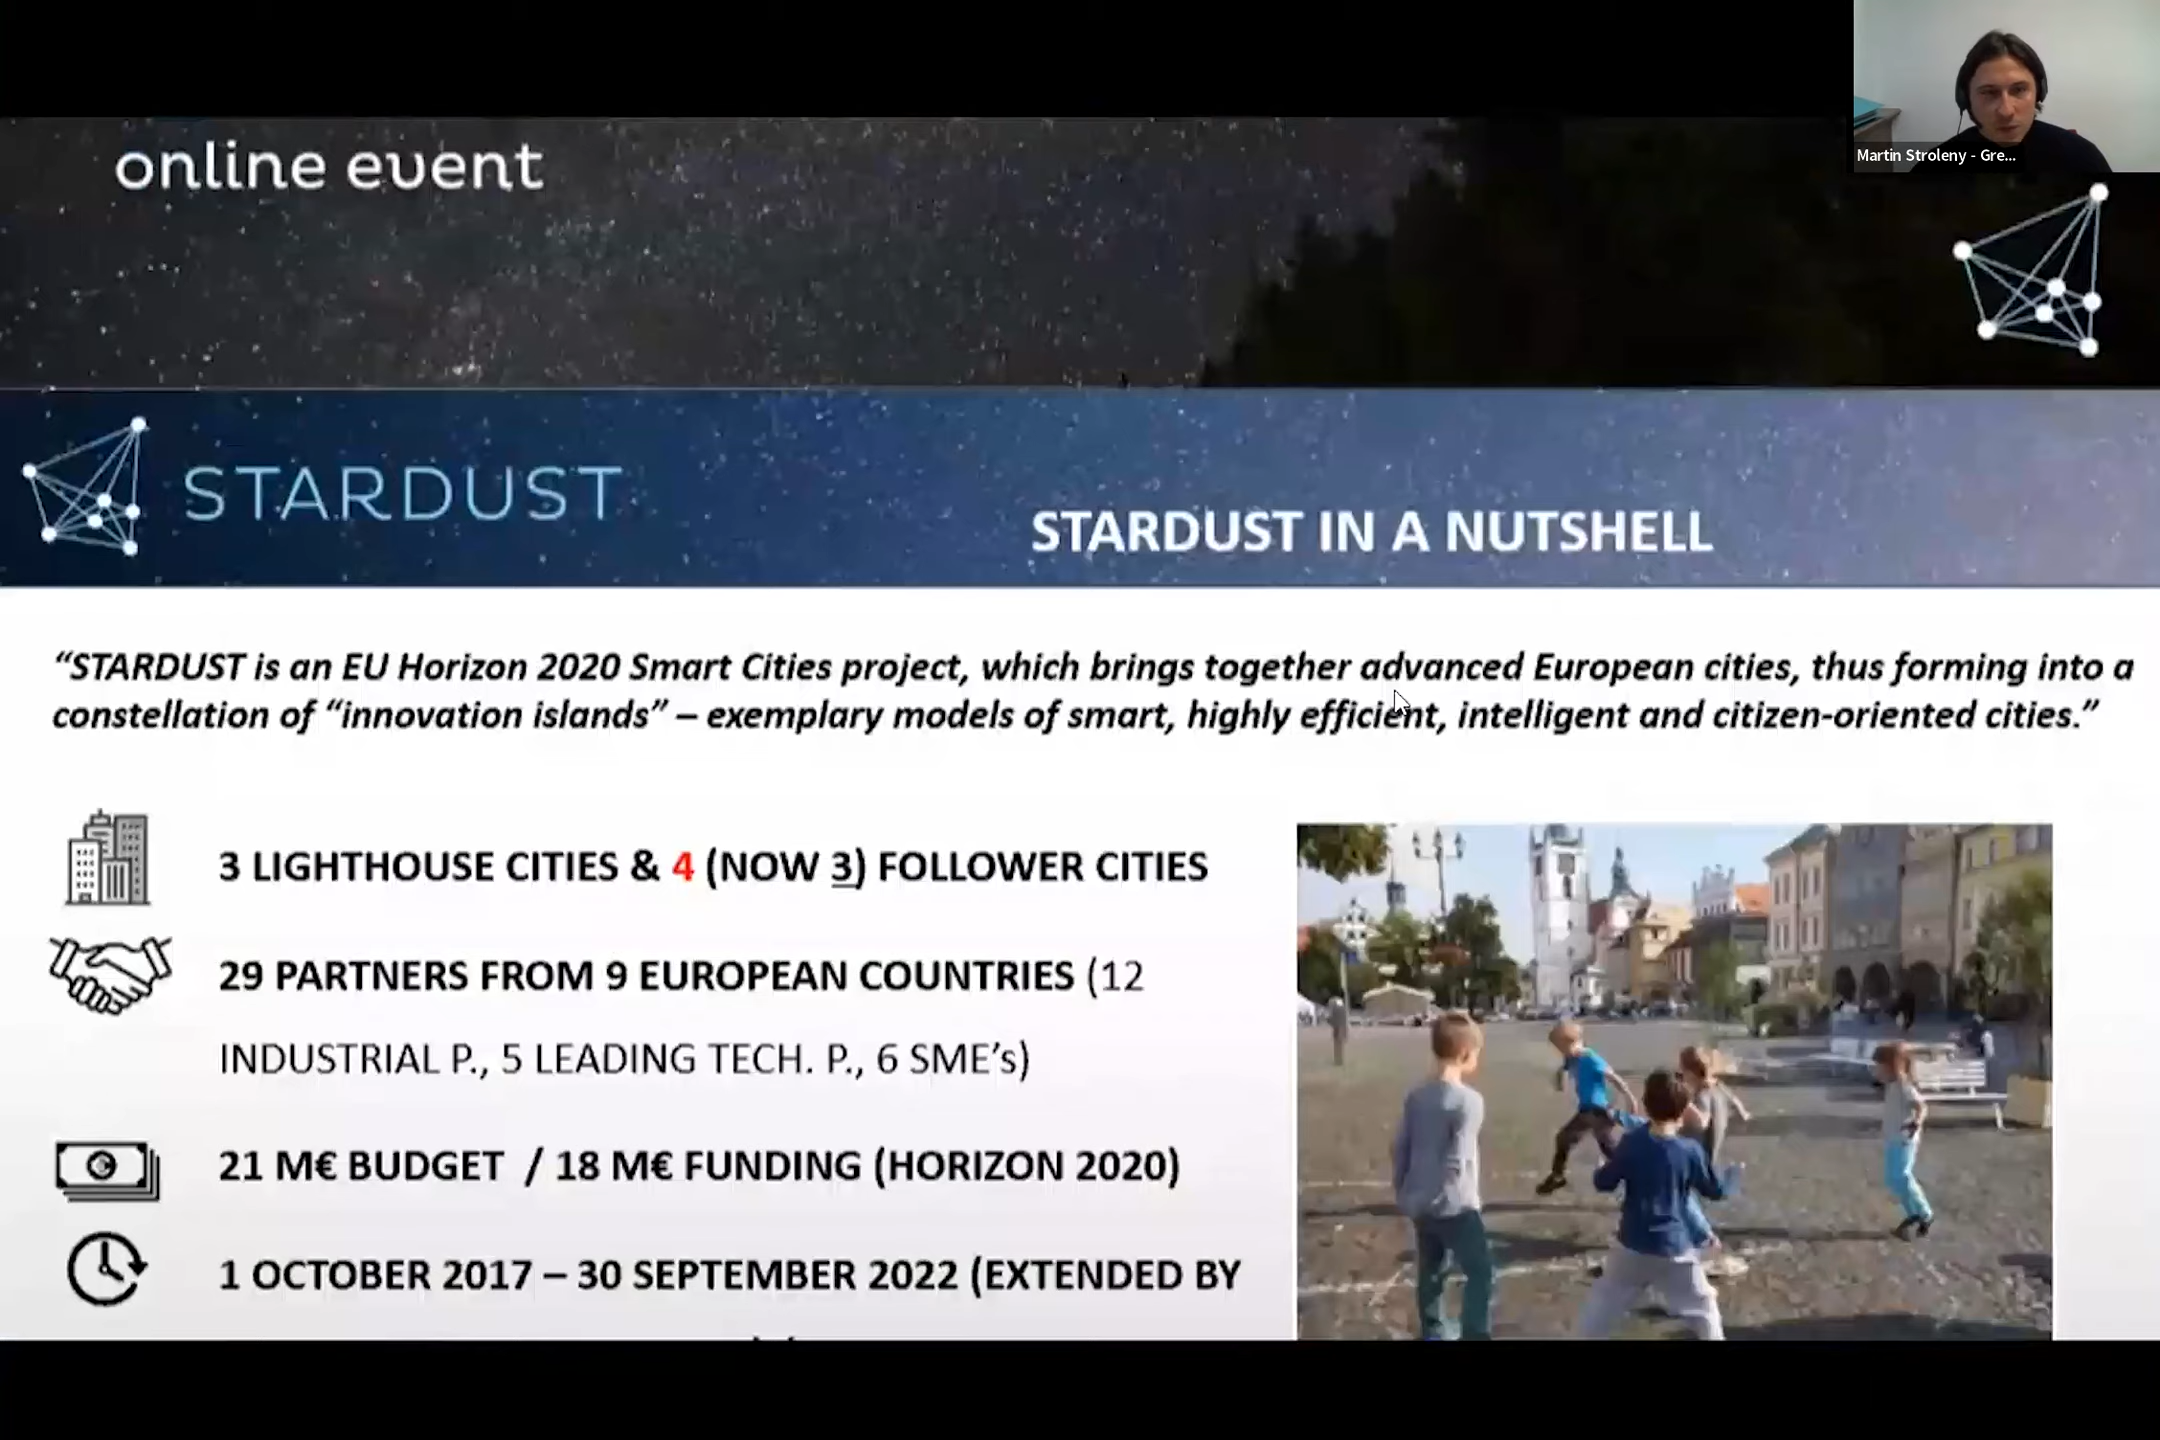 online event
Martin Stroleny - Gre...
STARDUST
STARDUST IN A NUTSHELL
“STARDUST is an EU Horizon 2020 Smart Cities project, which brings together advanced European cities, thus forming into a
constellation of “innovation islands” – exemplary models of smart, highly efficient, intelligent and citizen-oriented cities.”
3 LIGHTHOUSE CITIES & 4 (NOW 3) FOLLOWER CITIES
29 PARTNERS FROM 9 EUROPEAN COUNTRIES (12
INDUSTRIAL P., 5 LEADING TECH. P., 6 SME’s)
21 M€ BUDGET / 18 M€ FUNDING (HORIZON 2020)
1 OCTOBER 2017 – 30 SEPTEMBER 2022 (EXTENDED BY